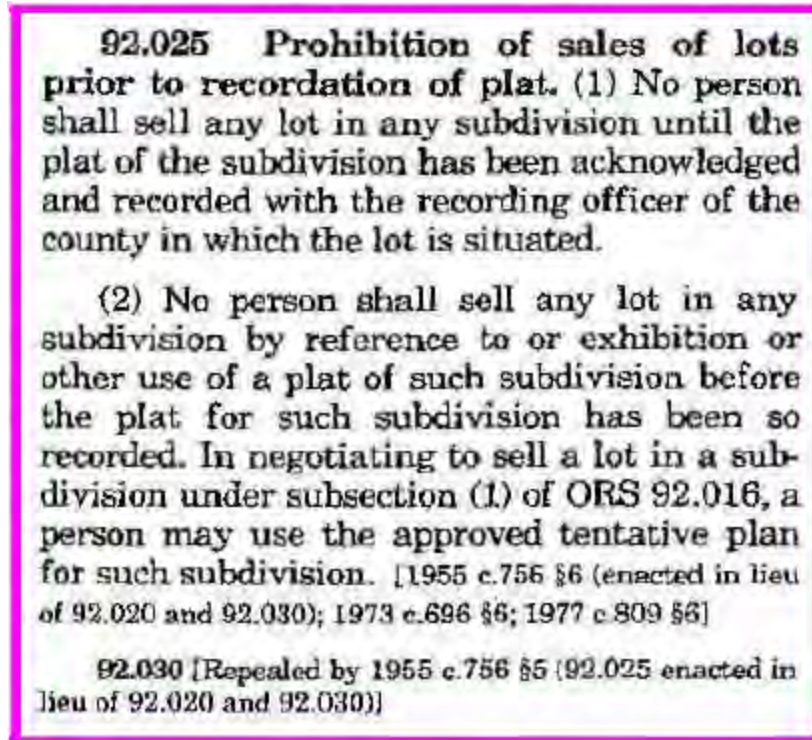 92.025 Prohibition of sales of lots
prior to recordation of plat. (1) No person
shall sell any lot in any subdivision until the
plat of the subdivision has been acknowledged
and recorded with the recording officer of the
county in which the lot is situated.
(2) No person shall sell any lot in any
subdivision by reference to or exhibition or
other use of a plat of such subdivision before
the plat for such subdivision has been so
recorded. In negotiating to sell a lot in a sub-
division under subsection (1) of ORS 92.016, a
person may use the approved tentative plan
for such subdivision. [1955 c.756 §6 (enacted in lieu
of 92.020 and 92.030); 1973 c.696 §6; 1977 c.809 §6]
92.030 [Repealed by 1955 c.756 §5 (92.025 enacted in
lieu of 92.020 and 92.030)]